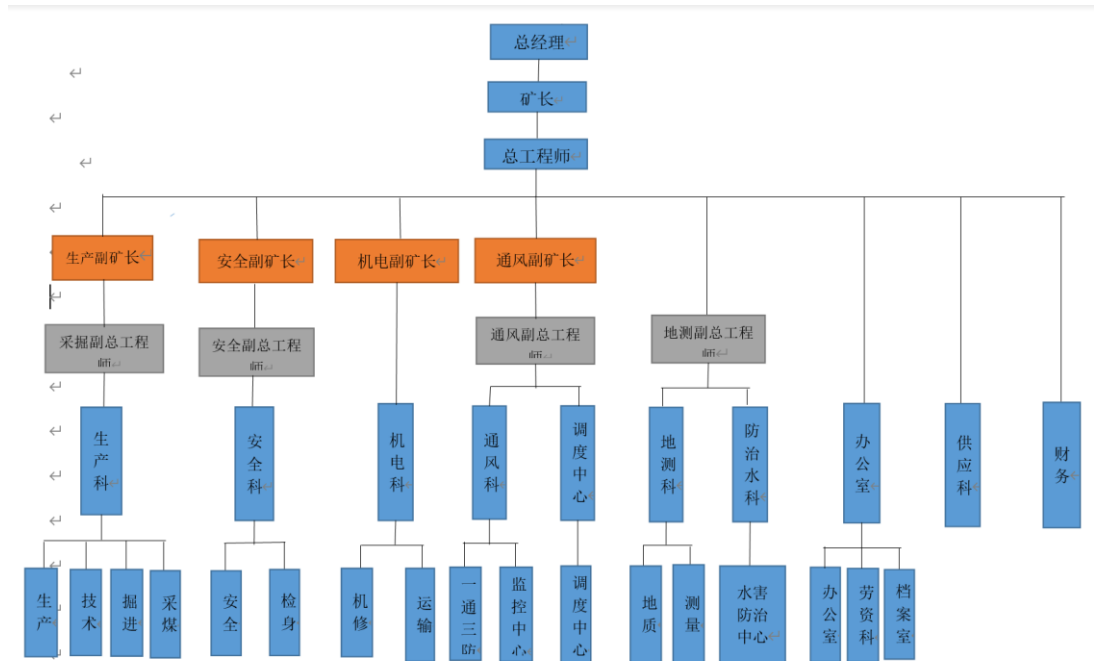 总经理
矿长
总工程师
生产副矿长
安全副矿长
机电副矿长
通风副矿长
采掘副总工程
师
安全副总工程
师
通风副总工程
师
地测副总工程
师
生产科
安全科
机电科
通风科
调度中心
地测科
防治水科
办公室
供应科
财务
生产
技术
掘进
采煤
安全
检身
机修
运输
一通三防
监控中心
调度中心
地质
测量
水害
防治
中心
办公室
劳资科
档案室